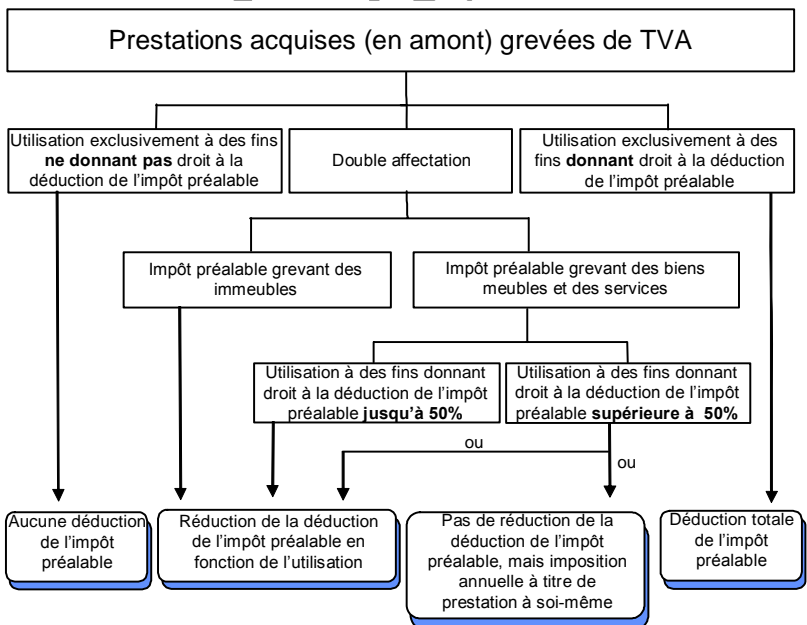 Prestations acquises (en amont) grevées de TVA
Utilisation exclusivement à des fins
ne donnant pas droit à la
déduction de l'impôt préalable
Double affectation
Utilisation exclusivement à des
fins donnant droit à la déduction
de l'impôt préalable
Impôt préalable grevant des
immeubles
Impôt préalable grevant des biens
meubles et des services
Utilisation à des fins donnant
droit à la déduction de l'impôt
préalable jusqu'à 50%
Utilisation à des fins donnant
droit à la déduction de l'impôt
préalable supérieure à 50%
ou
ou
Aucune déduction
de l'impôt
préalable
Réduction de la déduction
de l'impôt préalable en
fonction de l'utilisation
Pas de réduction de la
déduction de l'impôt
préalable, mais imposition
annuelle à titre de
prestation à soi-même
Déduction totale
de l'impôt
préalable